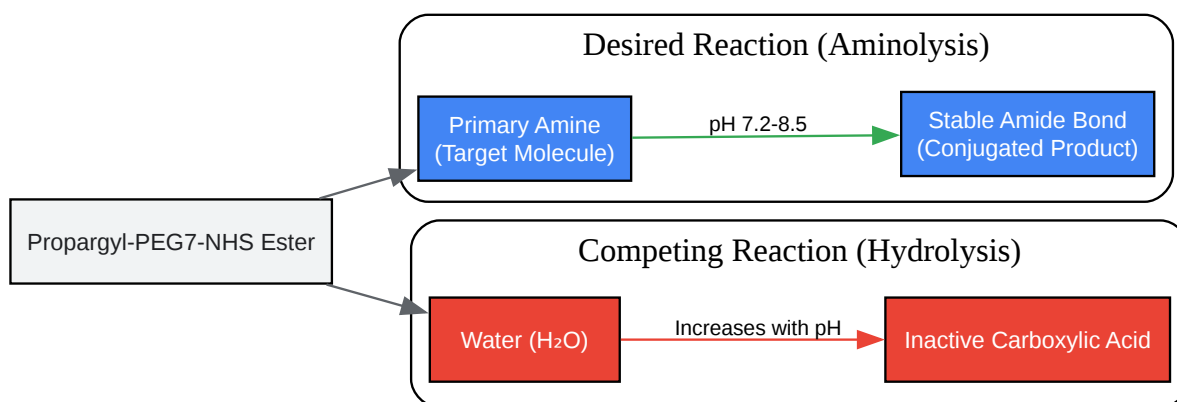 Desired Reaction (Aminolysis)
Primary Amine
(Target Molecule)
pH 7.2-8.5
Stable Amide Bond
(Conjugated Product)
Propargyl-PEG7-NHS Ester
Competing Reaction (Hydrolysis)
Water (H₂O)
Increases with pH
Inactive Carboxylic Acid